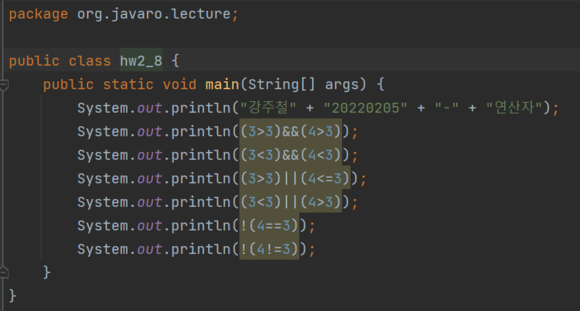 package org.javaro.lecture;
public class hw2_8 {
public static void main(String[] args) {
System.out.println("강주철" + "20220205" + "-" + "연산자");
System.out.println((3>3)&&(4>3));
System.out.println((3<3)&&(4<3));
System.out.println((3>3)||(4<=3));
System.out.println((3<3)||(4>3));
System.out.println(!(4==3));
System.out.println(!(4!=3));
}
}